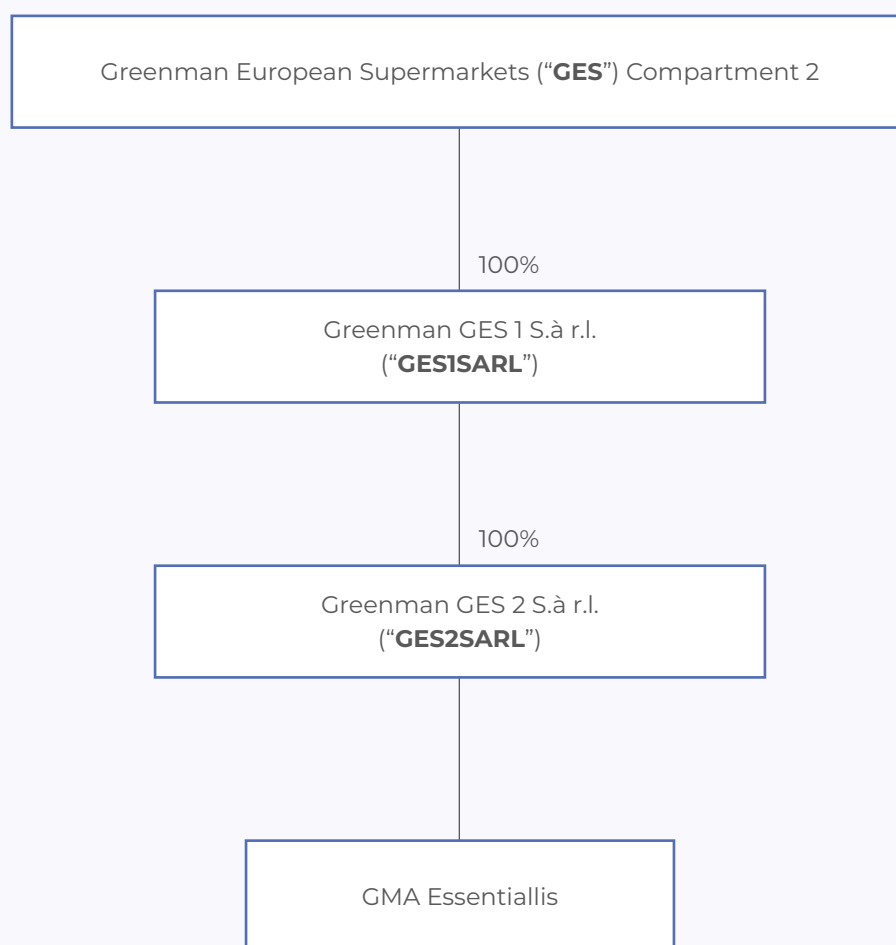 Greenman European Supermarkets (“GES”) Compartment 2
100%
Greenman GES 1 S.à r.l.
(“GES1SARL”)
100%
Greenman GES 2 S.à r.l.
(“GES2SARL”)
GMA Essentiallis